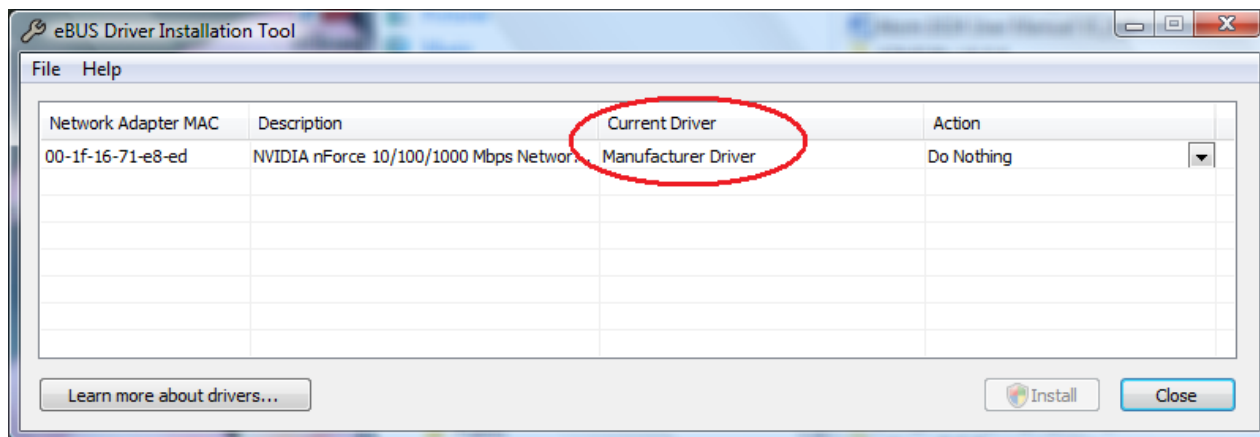 eBUS Driver Installation Tool
File Help
Network Adapter MAC Description Current Driver Action
00-1f-16-71-e8-ed NVIDIA nForce 10/100/1000 Mbps Networ... Manufacturer Driver Do Nothing
Learn more about drivers... Install Close